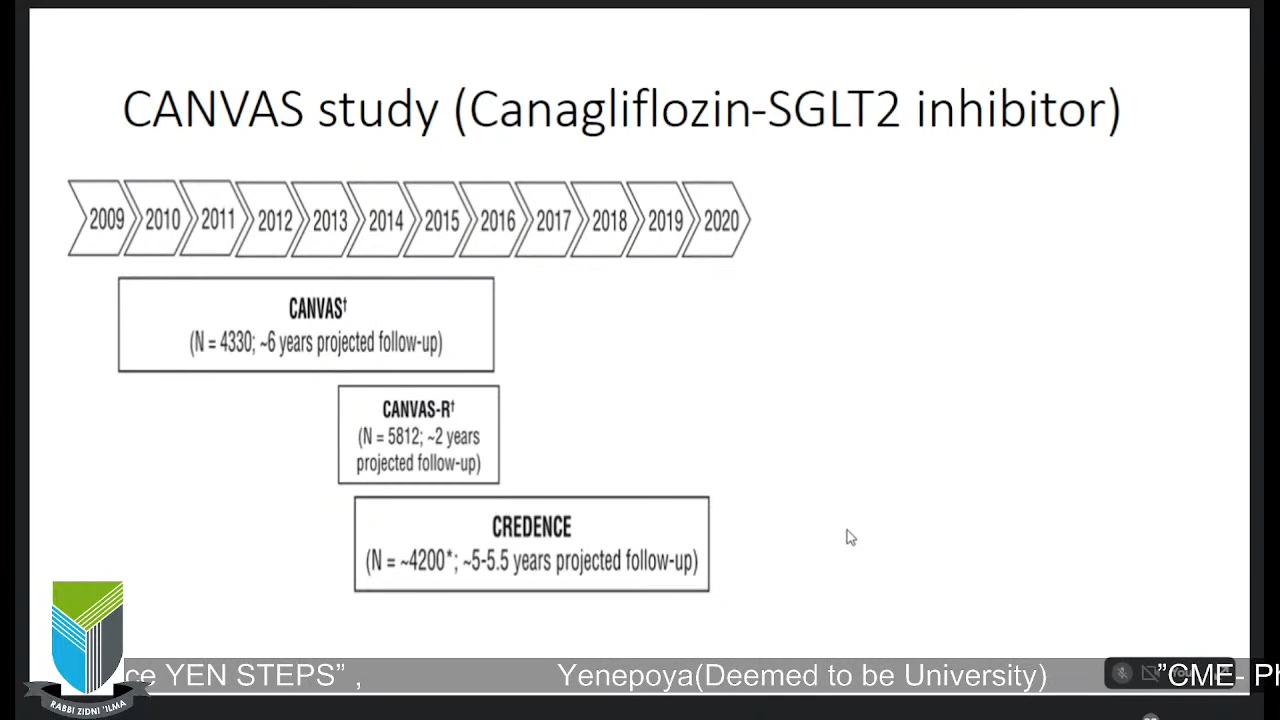 CANVAS study (Canagliflozin-SGLT2 inhibitor)
2009 2010 2011 2012 2013 2014 2015 2016 2017 2018 2019 2020
CANVAS†
(N = 4330; ~6 years projected follow-up)
CANVAS-R†
(N = 5812; ~2 years
projected follow-up)
CREDENCE
(N = ~4200*; ~5-5.5 years projected follow-up)
ce YEN STEPS” , Yenepoya(Deemed to be University) ”CME- Ph
RABBI ZIDNI 'ILMA